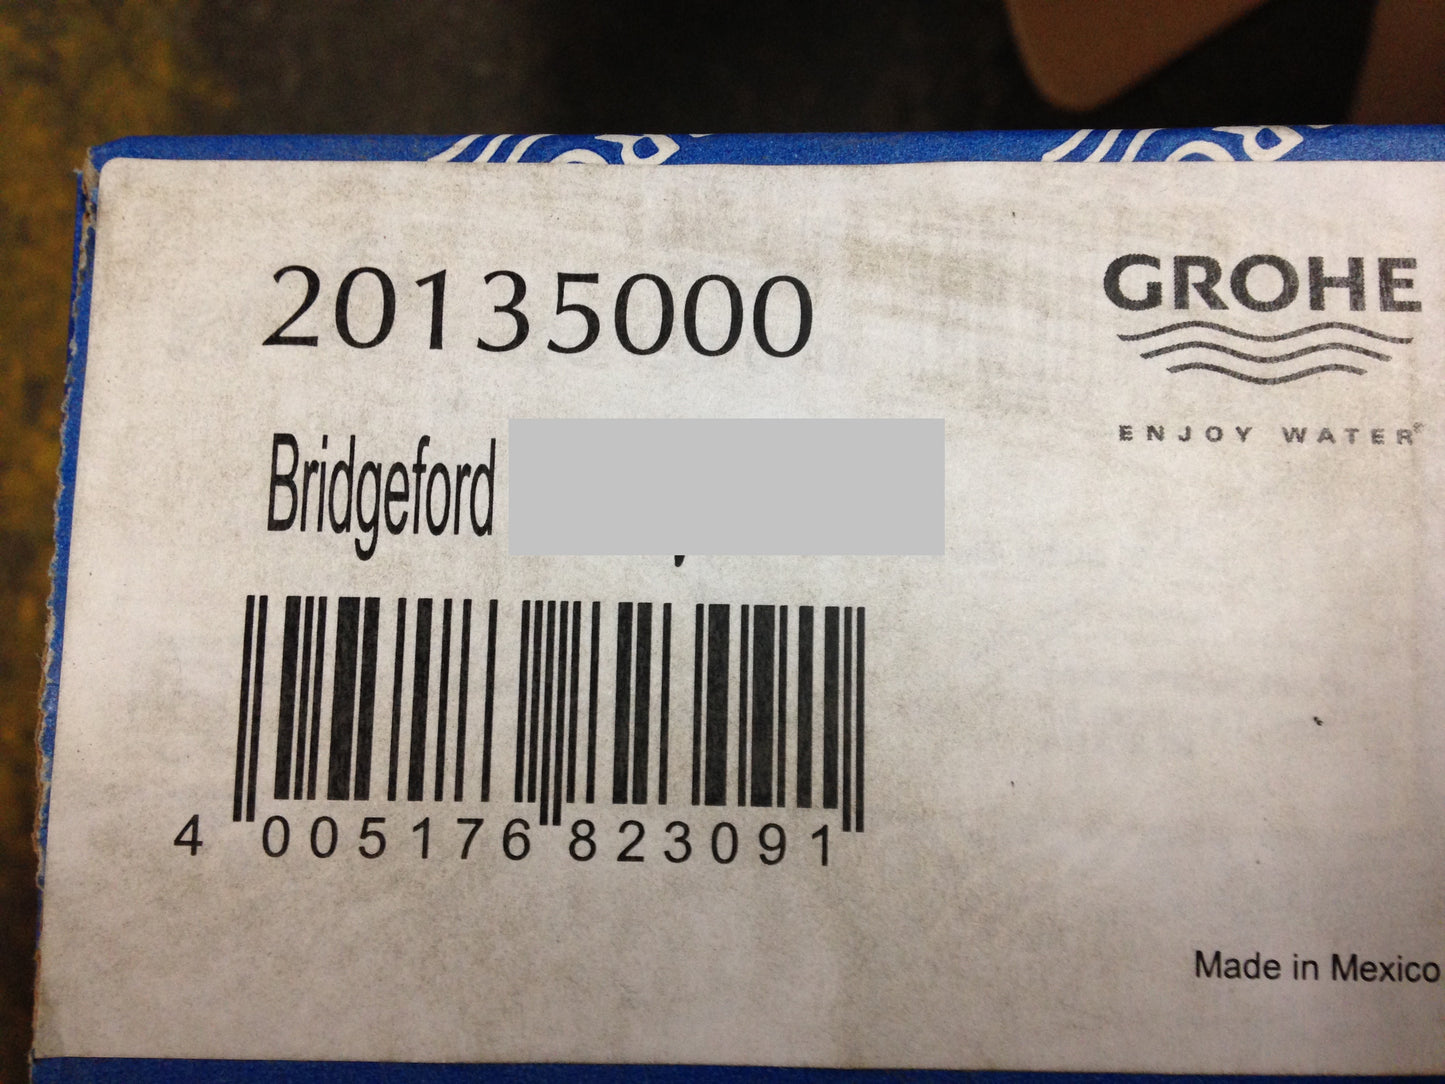 20135000
GROHE
ENJOY WATER®
Bridgeford
4 005176 823091
Made in Mexico